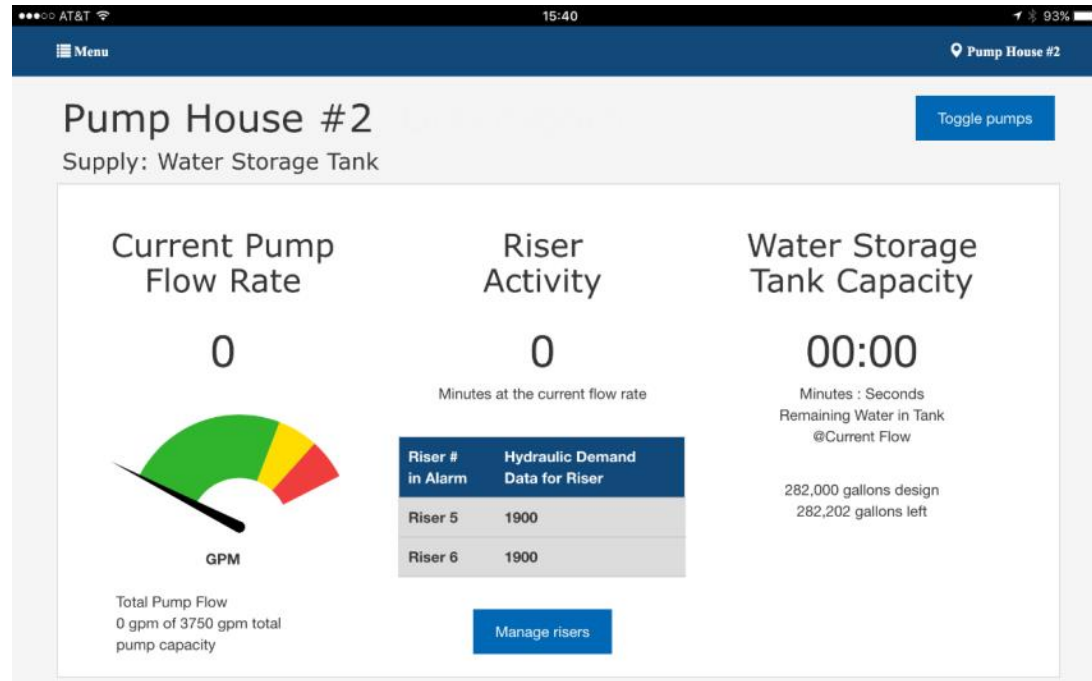 AT&T 15:40 93%
Menu Pump House #2
Pump House #2
Toggle pumps
Supply: Water Storage Tank
Current Pump
Flow Rate
0
GPM
Total Pump Flow
0 gpm of 3750 gpm total
pump capacity
Riser
Activity
0
Minutes at the current flow rate
Riser # Hydraulic Demand
in Alarm Data for Riser
Riser 5 1900
Riser 6 1900
Manage risers
Water Storage
Tank Capacity
00:00
Minutes : Seconds
Remaining Water in Tank
@Current Flow
282,000 gallons design
282,202 gallons left